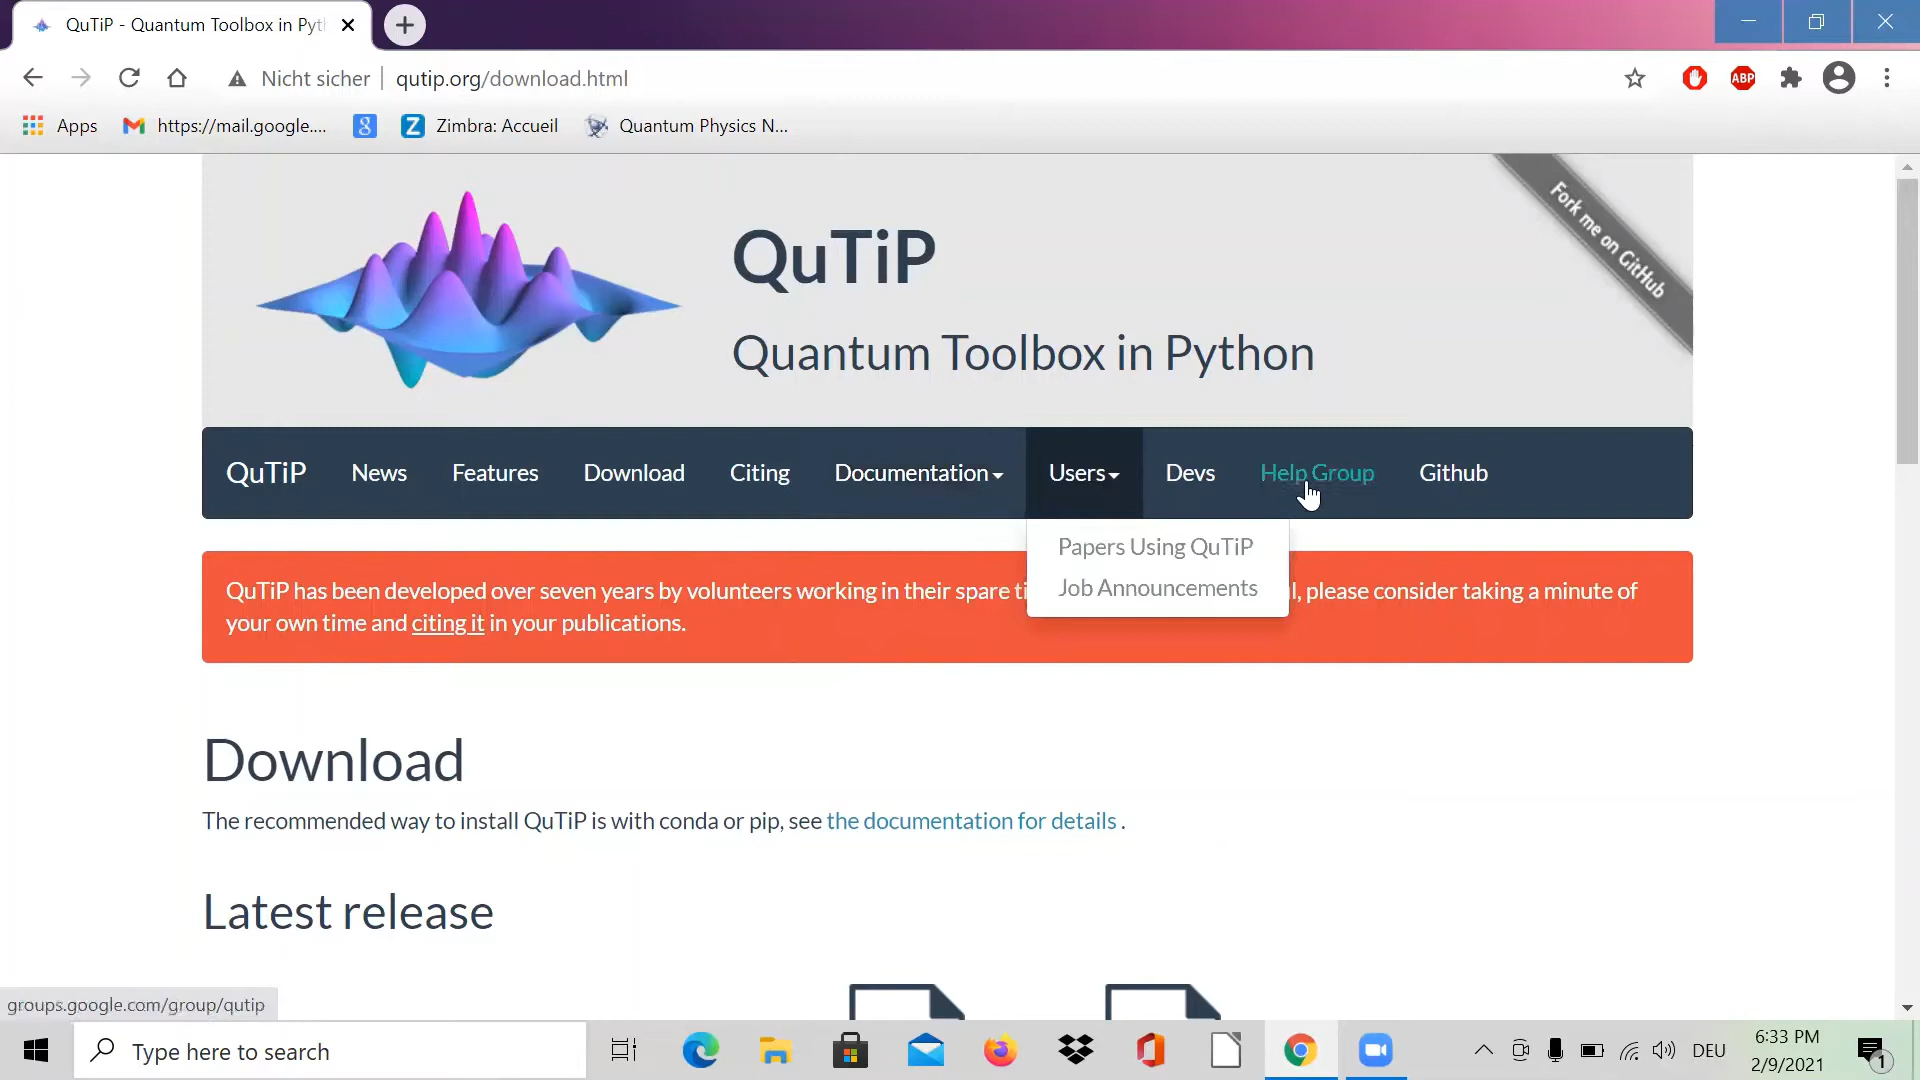 QuTiP - Quantum Toolbox in Pyt
Nicht sicher
qutip.org/download.html
ABP
Apps
https://mail.google....
8
Z
Zimbra: Accueil
Quantum Physics N...
Fork me on GitHub
QuTiP
Quantum Toolbox in Python
QuTiP News Features Download Citing Documentation Users Devs Help Group Github
Papers Using QuTiP
Job Announcements
QuTiP has been developed over seven years by volunteers working in their spare ti l, please consider taking a minute of
your own time and citing it in your publications.
Download
The recommended way to install QuTiP is with conda or pip, see the documentation for details .
Latest release
groups.google.com/group/qutip
Type here to search
DEU
6:33 PM
2/9/2021
1